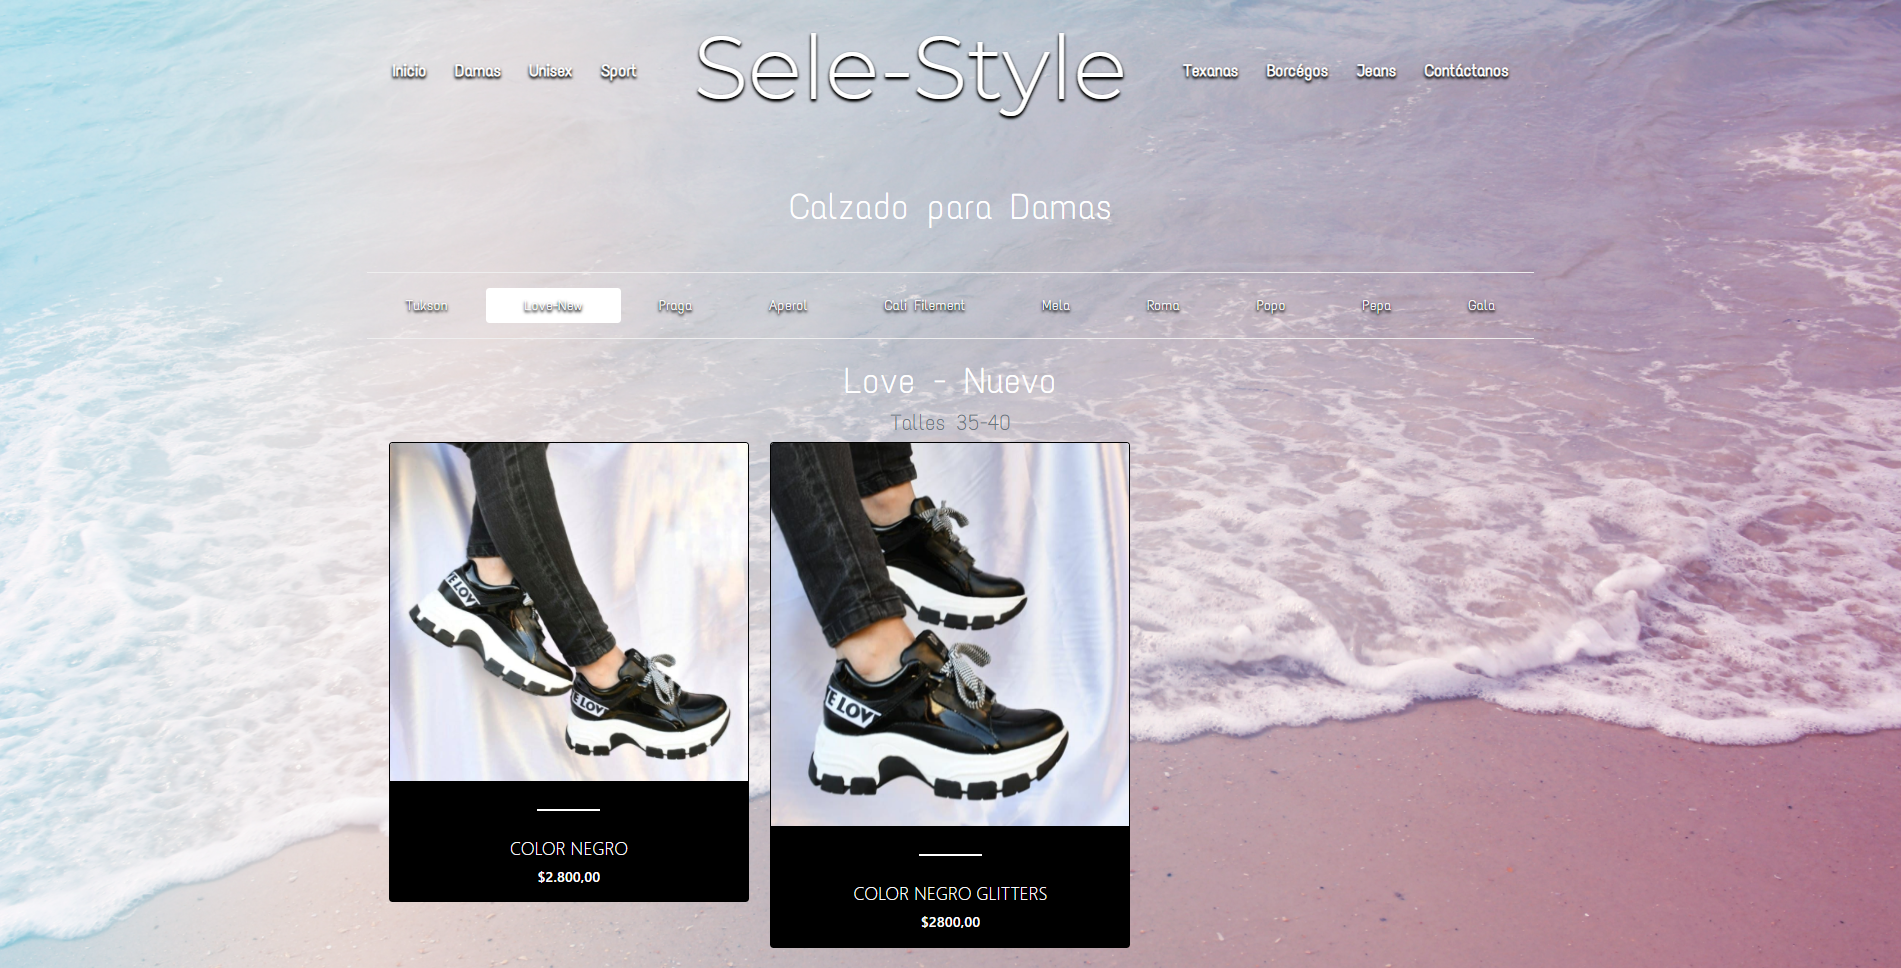 Inicio Damas Unisex Sport Sele-Style Texanas Borcégos Jeans Contáctanos
Calzado para Damas
Tukson Love-New Praga Aperol Cali Filement Mela Roma Popo Pepa Gala
Love - Nuevo
Talles 35-40
TE LOV
E LOV
TE LOV
COLOR NEGRO
$2.800,00
COLOR NEGRO GLITTERS
$2800,00